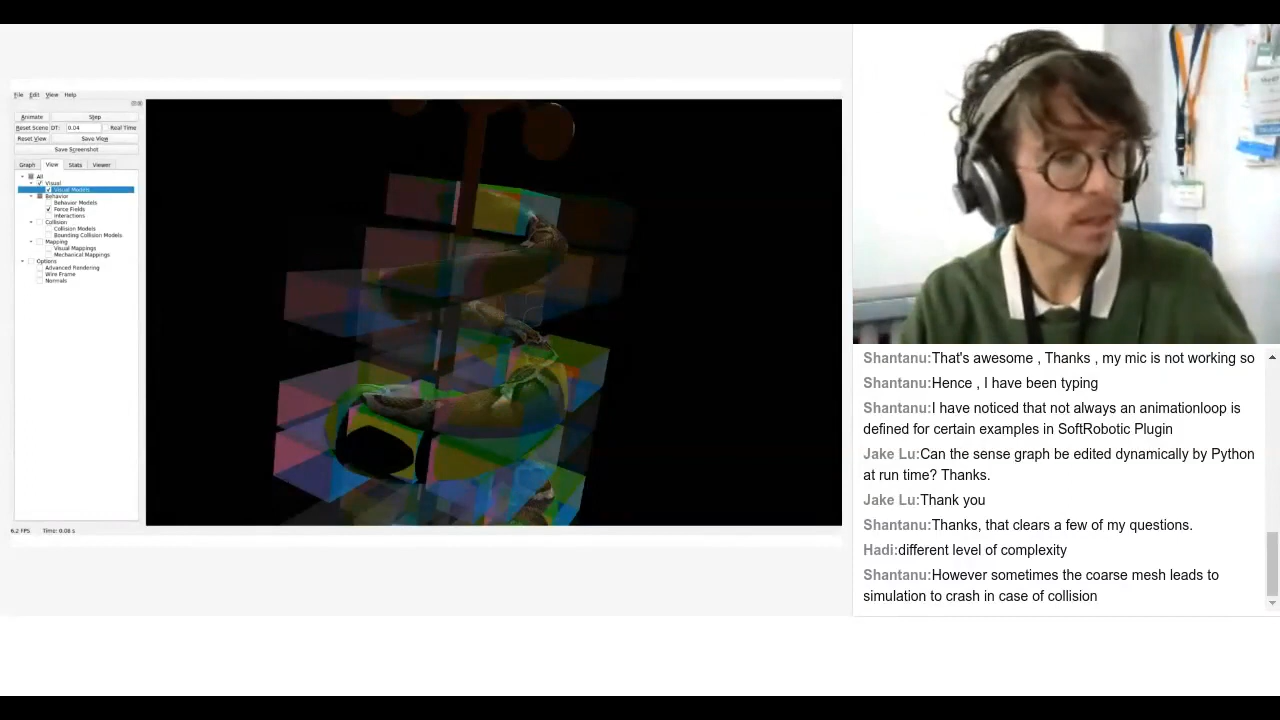 File Edit View Help
Animate Step
Reset Scene DT: 0.04 Real Time
Reset View Save View
Save Screenshot
Graph View Stats Viewer
All
Visual
Visual Models
Behavior
Behavior Models
Force Fields
Interactions
Collision
Collision Models
Bounding Collision Models
Mapping
Visual Mappings
Mechanical Mappings
Options
Advanced Rendering
Wire Frame
Normals
6.2 FPS Time: 0.08 s
Shantanu:That's awesome , Thanks , my mic is not working so
Shantanu:Hence , I have been typing
Shantanu:I have noticed that not always an animationloop is
defined for certain examples in SoftRobotic Plugin
Jake Lu:Can the sense graph be edited dynamically by Python
at run time? Thanks.
Jake Lu:Thank you
Shantanu:Thanks, that clears a few of my questions.
Hadi:different level of complexity
Shantanu:However sometimes the coarse mesh leads to
simulation to crash in case of collision